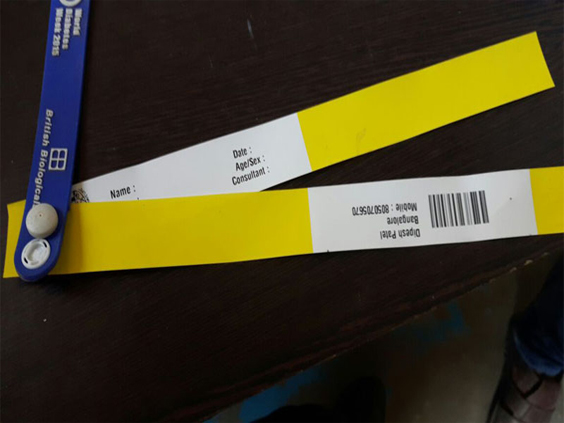 World
Diabetes
Week 2015
British Biologicals
Name :
Date :
Age/Sex :
Consultant :
Dipesh Patel
Bangalore
Mobile : 8050705670